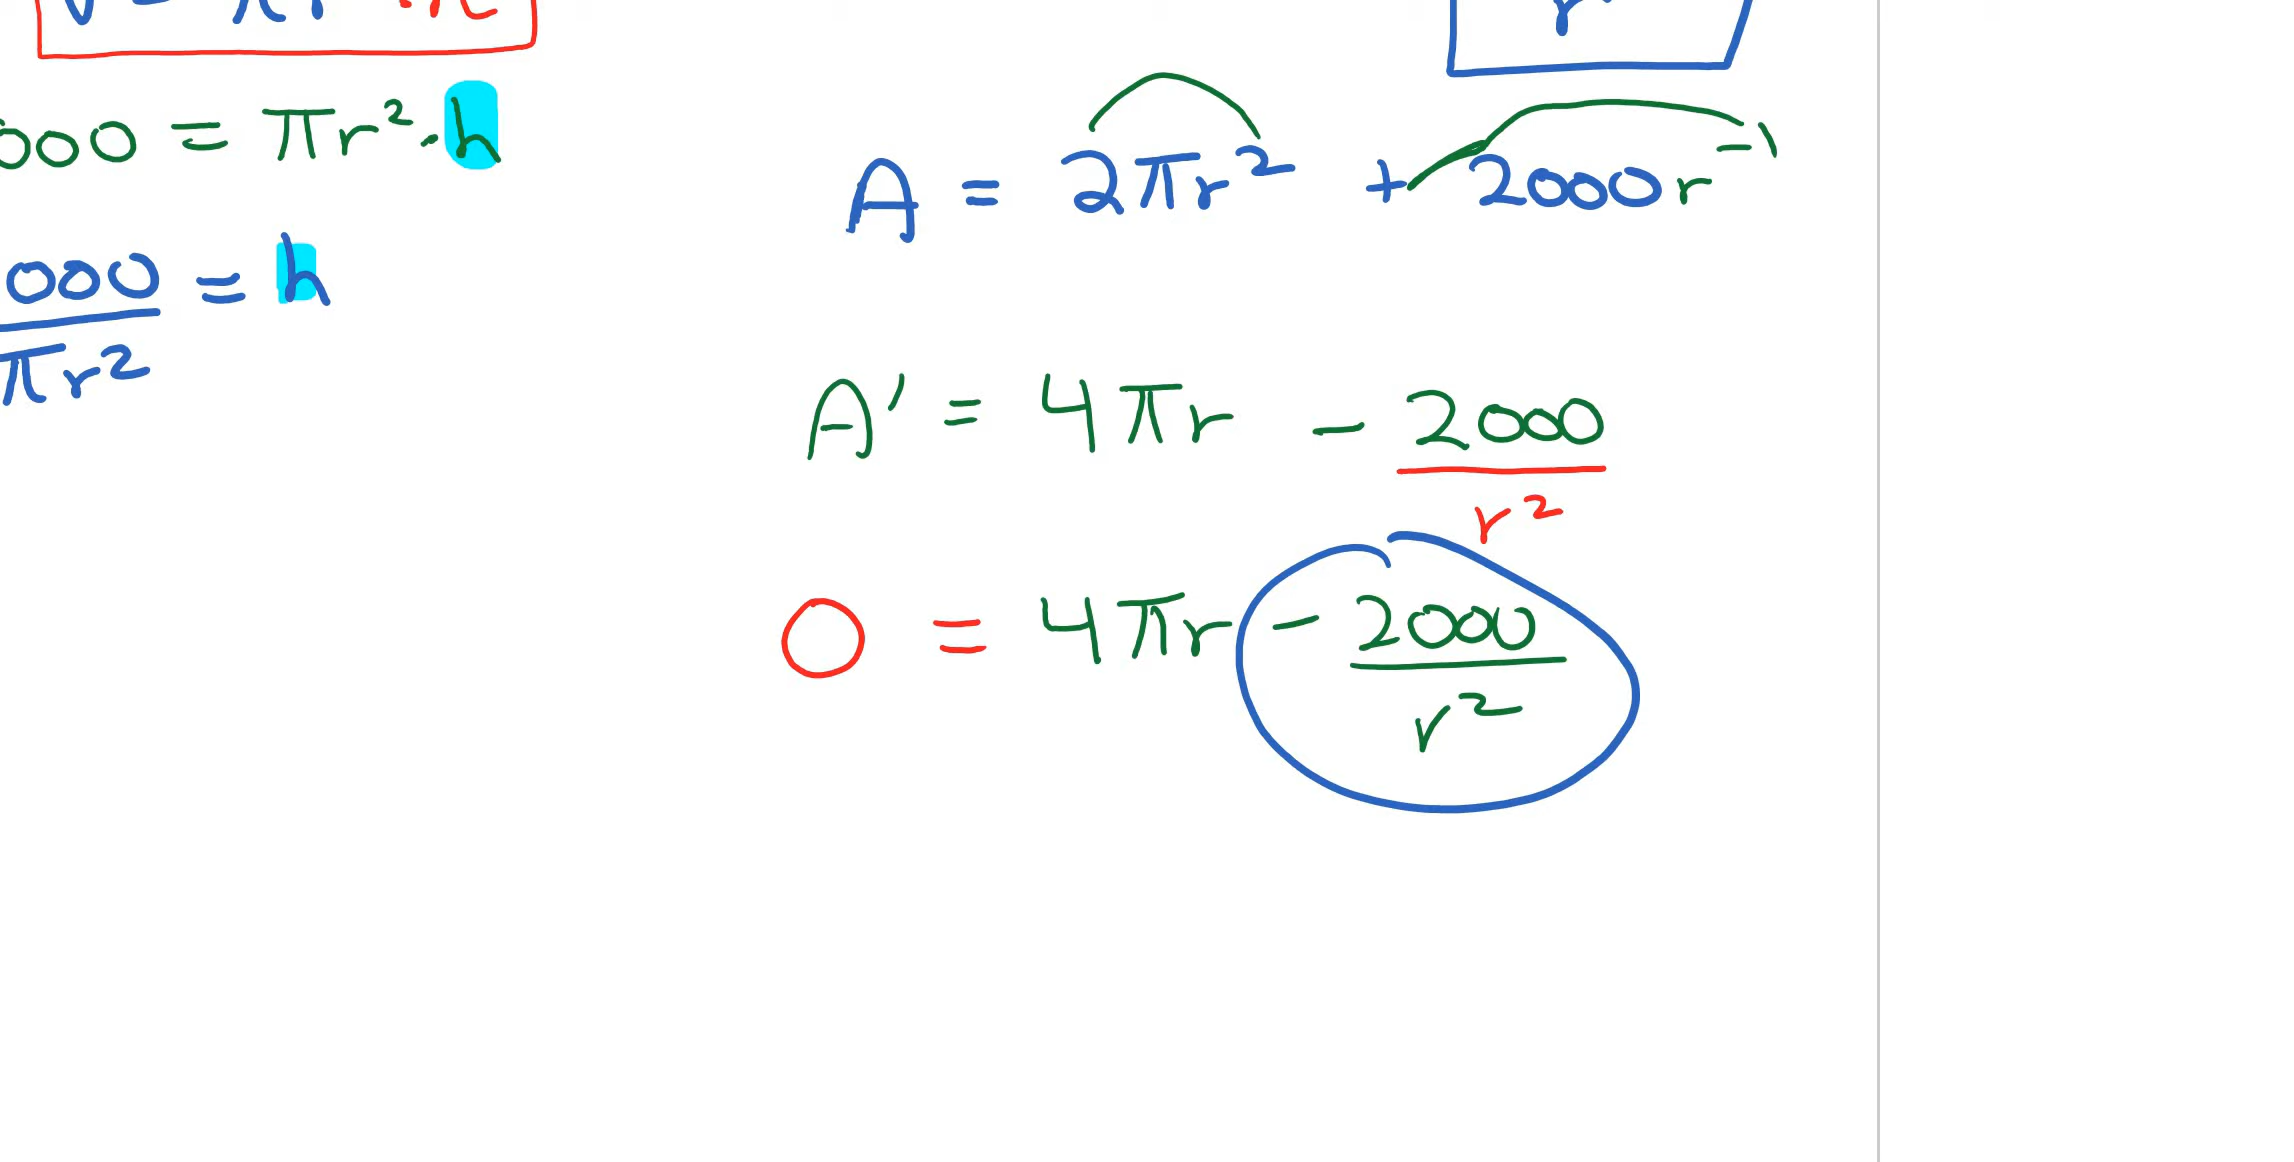 000 = πr²·h
000 = h
πr²
r
A = 2πr² + 2000r⁻¹
A' = 4πr - 2000
r²
0 = 4πr - 2000
r²